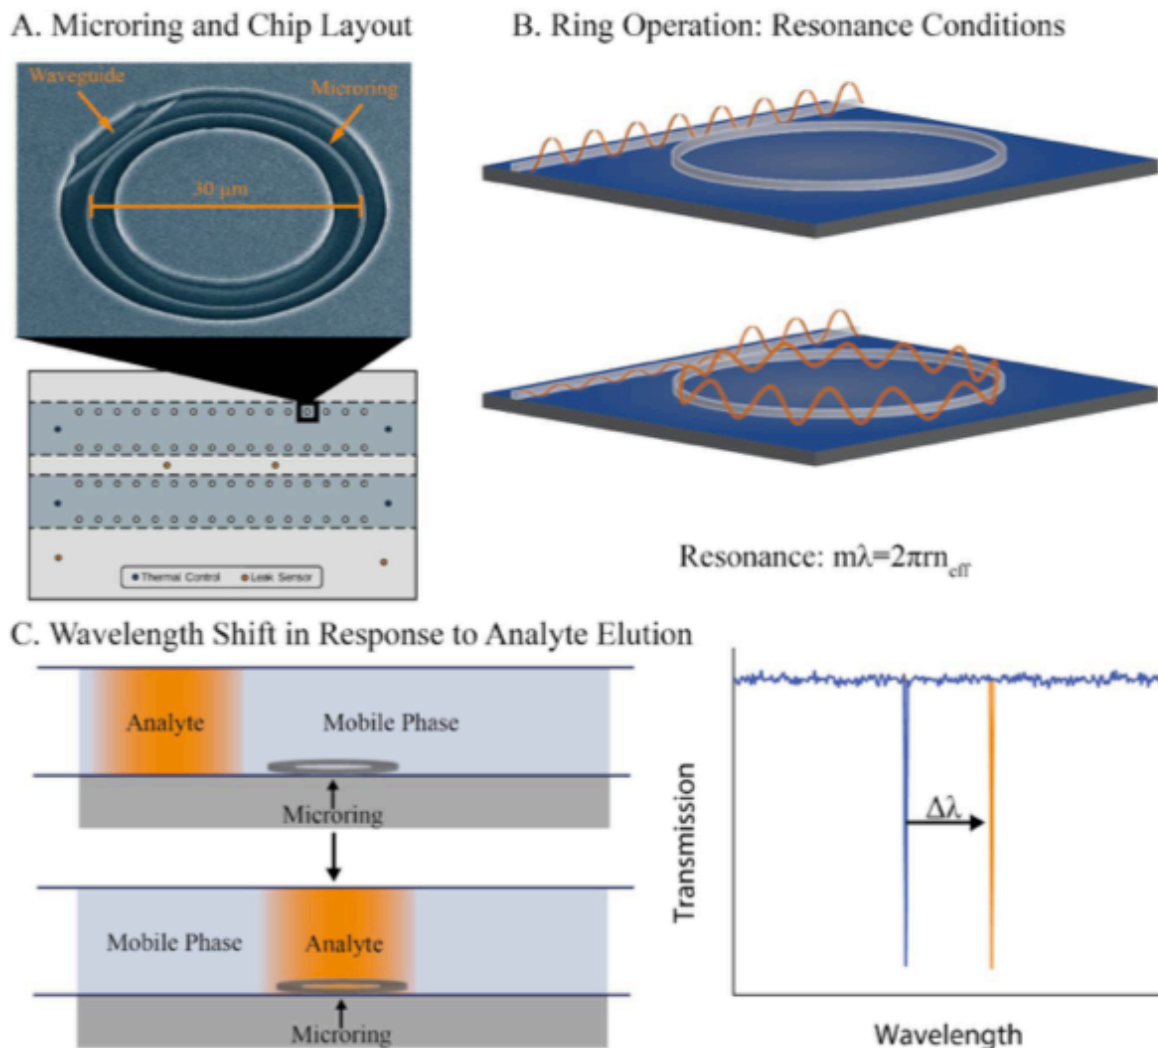 A. Microring and Chip Layout
Waveguide
Microring
30 μm
Thermal Control
Leak Sensor
B. Ring Operation: Resonance Conditions
Resonance: mλ=2πrn_eff
C. Wavelength Shift in Response to Analyte Elution
Analyte
Mobile Phase
Microring
Mobile Phase
Analyte
Microring
Transmission
Δλ
Wavelength